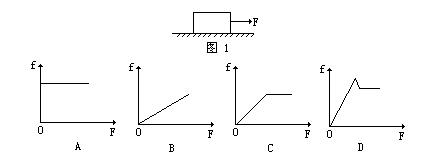 F
图 1
f f f f
O F O F O F O F
A B C D